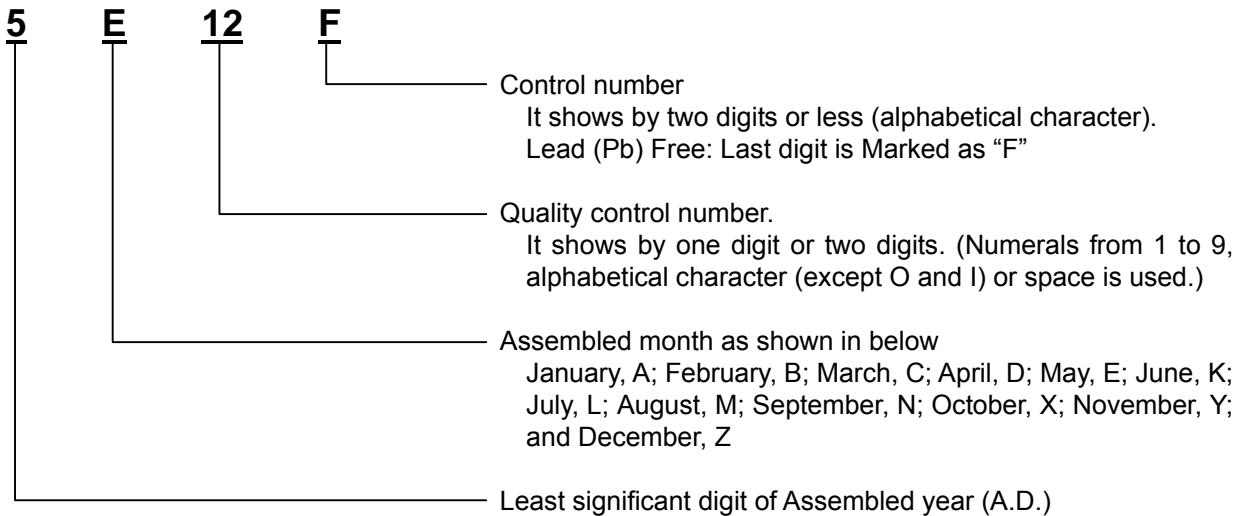 5 E 12 F
Control number
It shows by two digits or less (alphabetical character).
Lead (Pb) Free: Last digit is Marked as “F”
Quality control number.
It shows by one digit or two digits. (Numerals from 1 to 9,
alphabetical character (except O and I) or space is used.)
Assembled month as shown in below
January, A; February, B; March, C; April, D; May, E; June, K;
July, L; August, M; September, N; October, X; November, Y;
and December, Z
Least significant digit of Assembled year (A.D.)